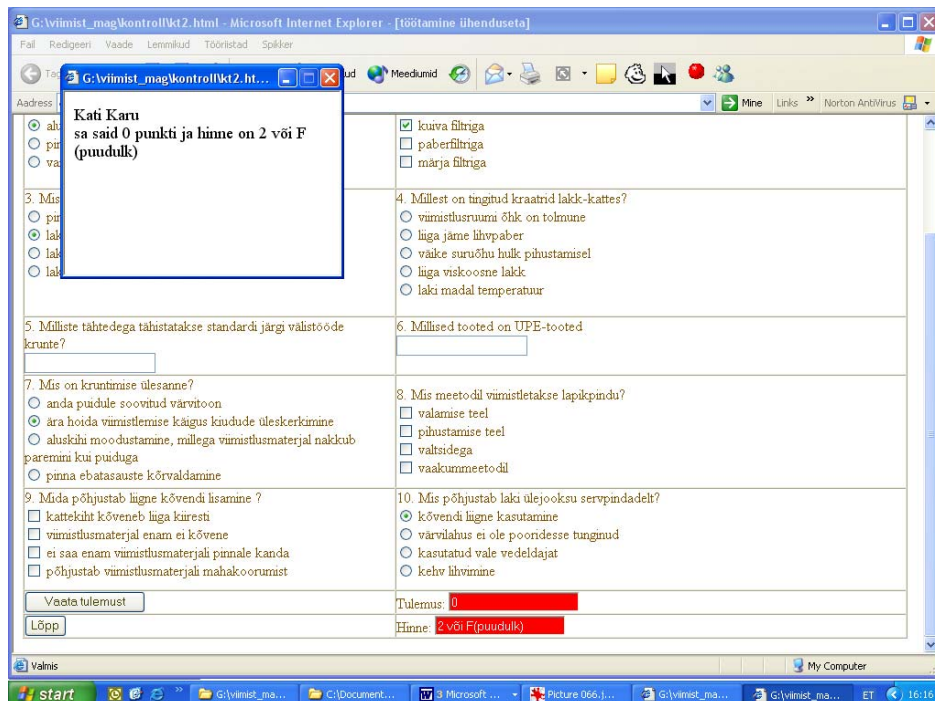 G:\viimist_mag\kontroll\kt2.html - Microsoft Internet Explorer - [töötamine ühenduseta]
Fail Redigeeri Vaade Lemmikud Tööriistad Spikker
Meediumid
Aadress
Mine Links » Norton AntiVirus
G:\viimist_mag\kontroll\kt2.ht...
Kati Karu
sa said 0 punkti ja hinne on 2 või F
(puudulk)
kuiva filtriga
paberfiltriga
märja filtriga
3. Mis
4. Millest on tingitud kraatrid lakk-kattes?
viimistlusruumi õhk on tolmune
liiga jäme lihvpaber
väike suruõhu hulk pihustamisel
liiga viskoosne lakk
laki madal temperatuur
5. Milliste tähtedega tähistatakse standardi järgi välistööde
krunte?
6. Millised tooted on UPE-tooted
7. Mis on kruntimise ülesanne?
anda puidule soovitud värvitoon
ära hoida viimistlemise käigus kiudude üleskerkimine
aluskihi moodustamine, millega viimistlusmaterjal nakkub
paremini kui puiduga
pinna ebatasauste kõrvaldamine
8. Mis meetodil viimistletakse lapikpindu?
valamise teel
pihustamise teel
valtsidega
vaakummeetodil
9. Mida põhjustab liigne kõvendi lisamine ?
kattekiht kõveneb liiga kiiresti
viimistlusmaterjal enam ei kõvene
ei saa enam viimistlusmaterjali pinnale kanda
põhjustab viimistlusmaterjali mahakoorumist
10. Mis põhjustab laki ülejooksu servpindadelt?
kõvendi liigne kasutamine
värvilahus ei ole pooridesse tunginud
kasutatud vale vedeldajat
kehv lihvimine
Vaata tulemust
Tulemus: 0
Lõpp
Hinne: 2 või F(puudulk)
Valmis
My Computer
start
G:\viimist_ma...
C:\Document...
3 Microsoft ...
Picture 066.j...
G:\viimist_ma...
G:\viimist_ma...
ET
16:16